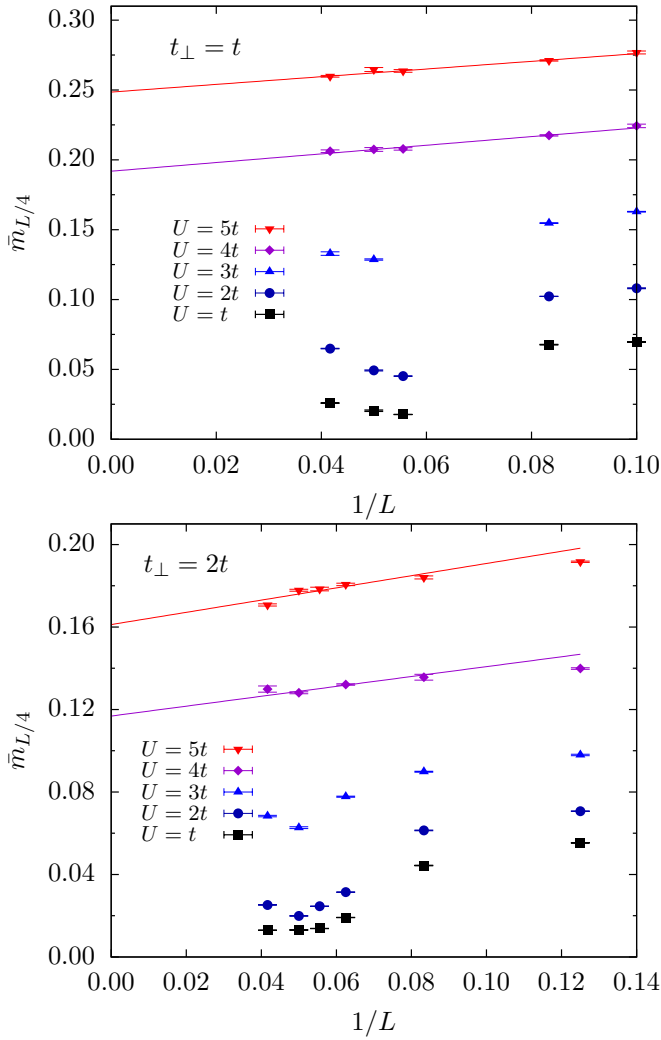 t⊥ = t
0.30
0.25
0.20
0.15
0.10
0.05
0.00
m̄_{L/4}
U = 5t
U = 4t
U = 3t
U = 2t
U = t
0.00 0.02 0.04 0.06 0.08 0.10
1/L
t⊥ = 2t
0.20
0.16
0.12
0.08
0.04
0.00
m̄_{L/4}
U = 5t
U = 4t
U = 3t
U = 2t
U = t
0.00 0.02 0.04 0.06 0.08 0.10 0.12 0.14
1/L